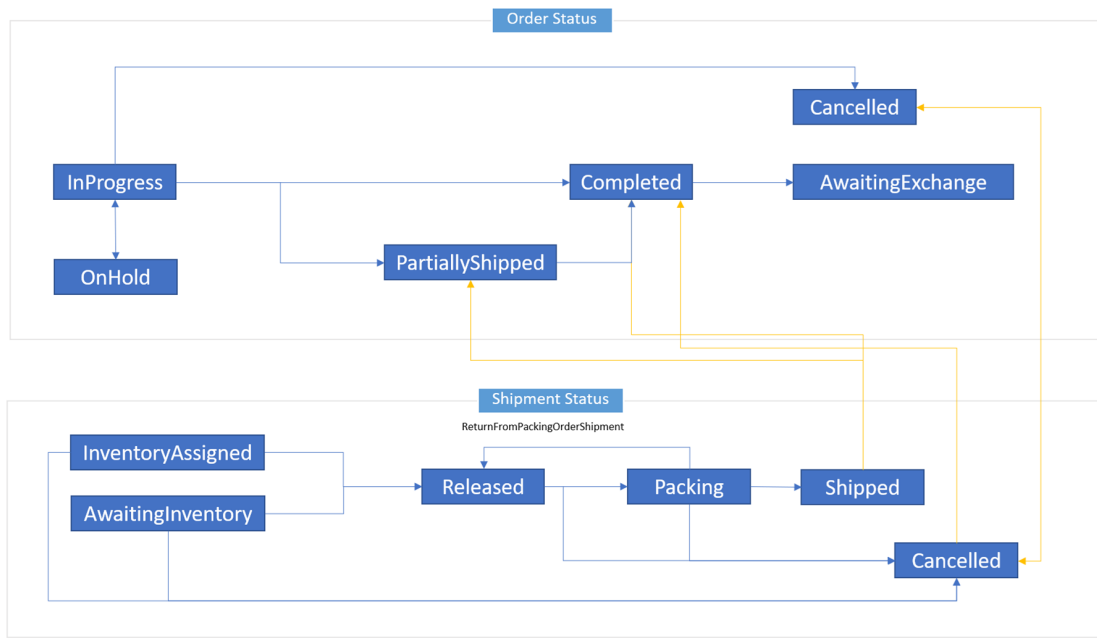 Order Status
Cancelled
InProgress
Completed
AwaitingExchange
PartiallyShipped
OnHold
Shipment Status
ReturnFromPackingOrderShipment
InventoryAssigned
Released
Packing
Shipped
AwaitingInventory
Cancelled